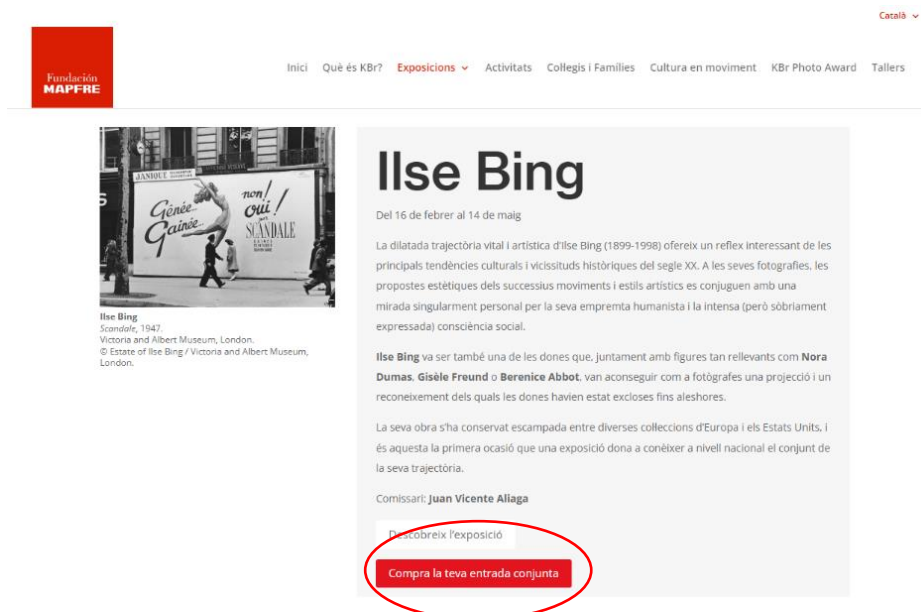 Català
Fundación
MAPFRE
Inici Què és KBr? Exposicions Activitats Col·legis i Famílies Cultura en moviment KBr Photo Award Tallers
JANIQUE
Génée
Gainée
non!
oui!
SCANDALE
Ilse Bing
Scandale, 1947.
Victoria and Albert Museum, London.
© Estate of Ilse Bing / Victoria and Albert Museum,
London.
Ilse Bing
Del 16 de febrer al 14 de maig
La dilatada trajectòria vital i artística d'Ilse Bing (1899-1998) ofereix un reflex interessant de les
principals tendències culturals i vicissituds històriques del segle XX. A les seves fotografies, les
propostes estètiques dels successius moviments i estils artístics es conjuguen amb una
mirada singularment personal per la seva empremta humanista i la intensa (però sòbriament
expressada) consciència social.
Ilse Bing va ser també una de les dones que, juntament amb figures tan rellevants com Nora
Dumas, Gisèle Freund o Berenice Abbot, van aconseguir com a fotògrafes una projecció i un
reconeixement dels quals les dones havien estat excloses fins aleshores.
La seva obra s'ha conservat escampada entre diverses col·leccions d'Europa i els Estats Units, i
és aquesta la primera ocasió que una exposició dona a conèixer a nivell nacional el conjunt de
la seva trajectòria.
Comissari: Juan Vicente Aliaga
Descobreix l'exposició
Compra la teva entrada conjunta